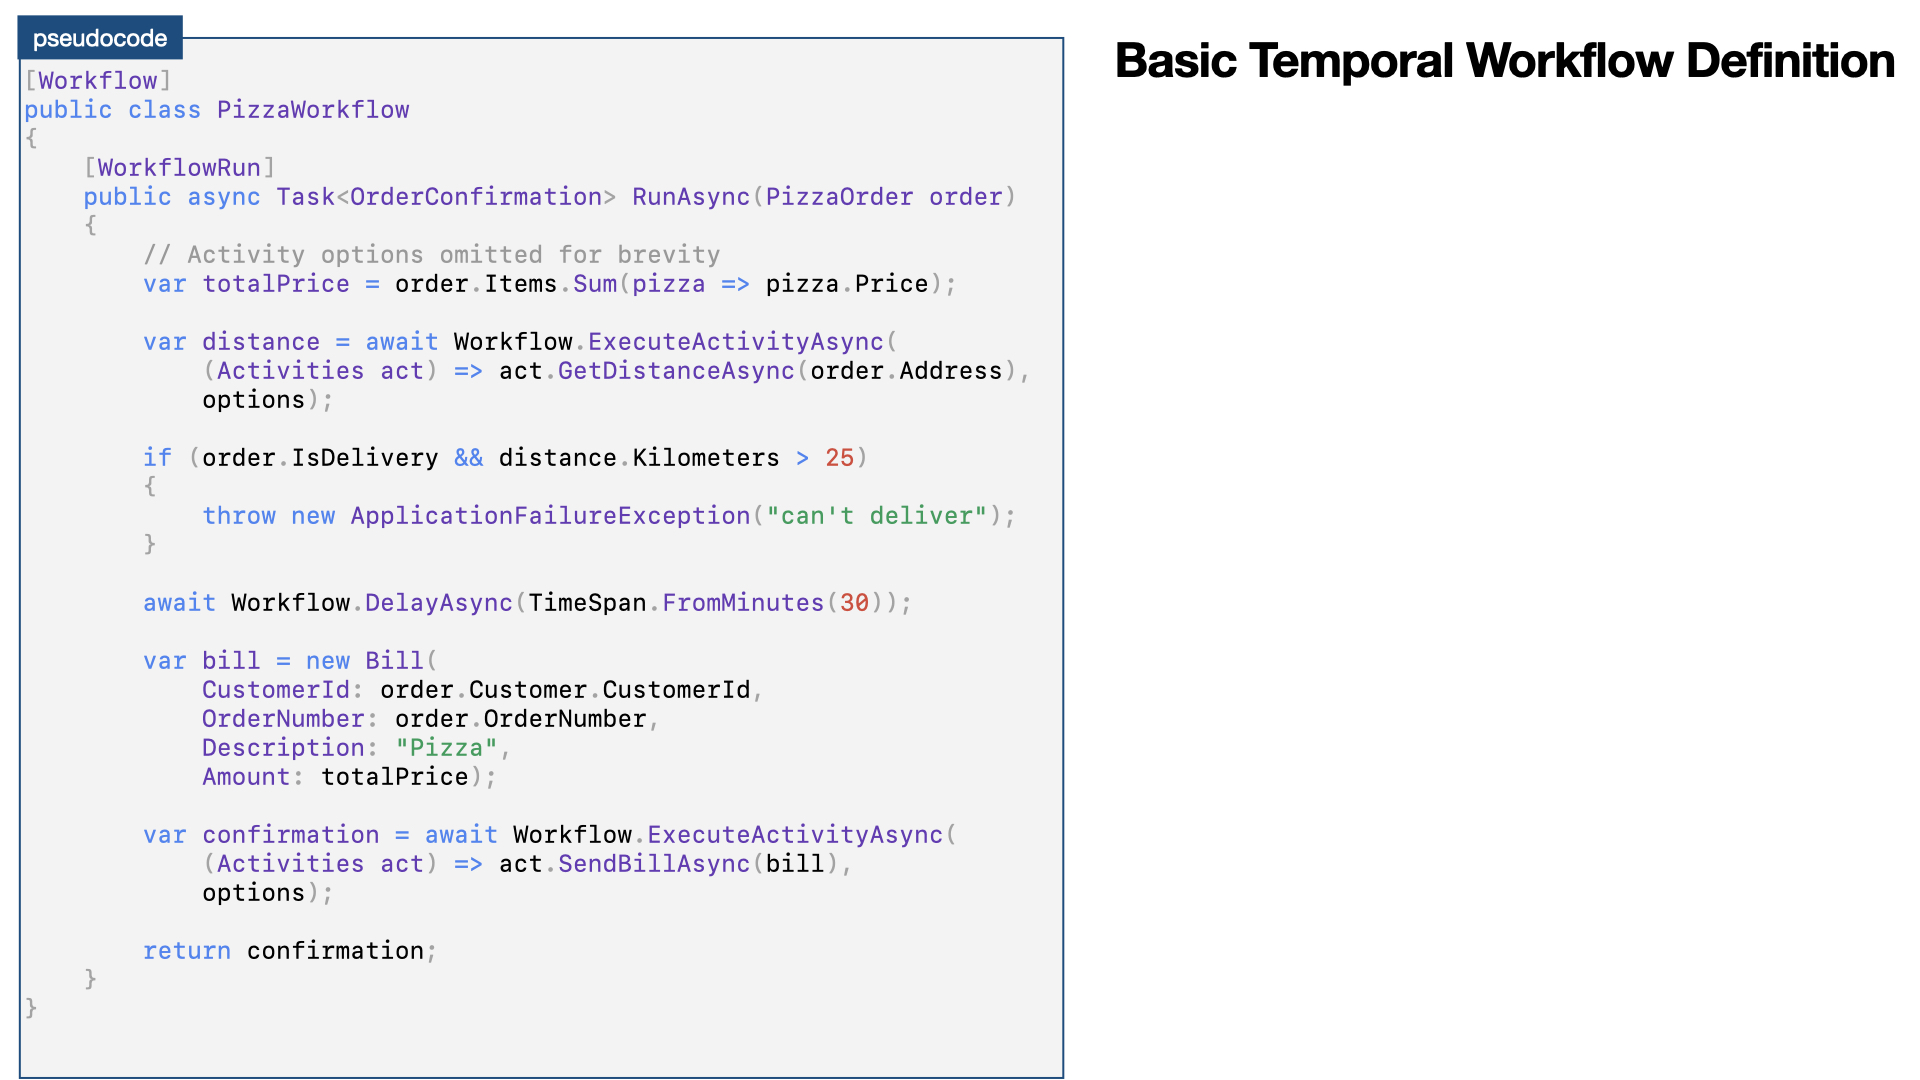 pseudocode
Basic Temporal Workflow Definition
[Workflow]
public class PizzaWorkflow
{
    [WorkflowRun]
    public async Task<OrderConfirmation> RunAsync(PizzaOrder order)
    {
        // Activity options omitted for brevity
        var totalPrice = order.Items.Sum(pizza => pizza.Price);

        var distance = await Workflow.ExecuteActivityAsync(
            (Activities act) => act.GetDistanceAsync(order.Address),
            options);

        if (order.IsDelivery && distance.Kilometers > 25)
        {
            throw new ApplicationFailureException("can't deliver");
        }

        await Workflow.DelayAsync(TimeSpan.FromMinutes(30));

        var bill = new Bill(
            CustomerId: order.Customer.CustomerId,
            OrderNumber: order.OrderNumber,
            Description: "Pizza",
            Amount: totalPrice);

        var confirmation = await Workflow.ExecuteActivityAsync(
            (Activities act) => act.SendBillAsync(bill),
            options);

        return confirmation;
    }
}